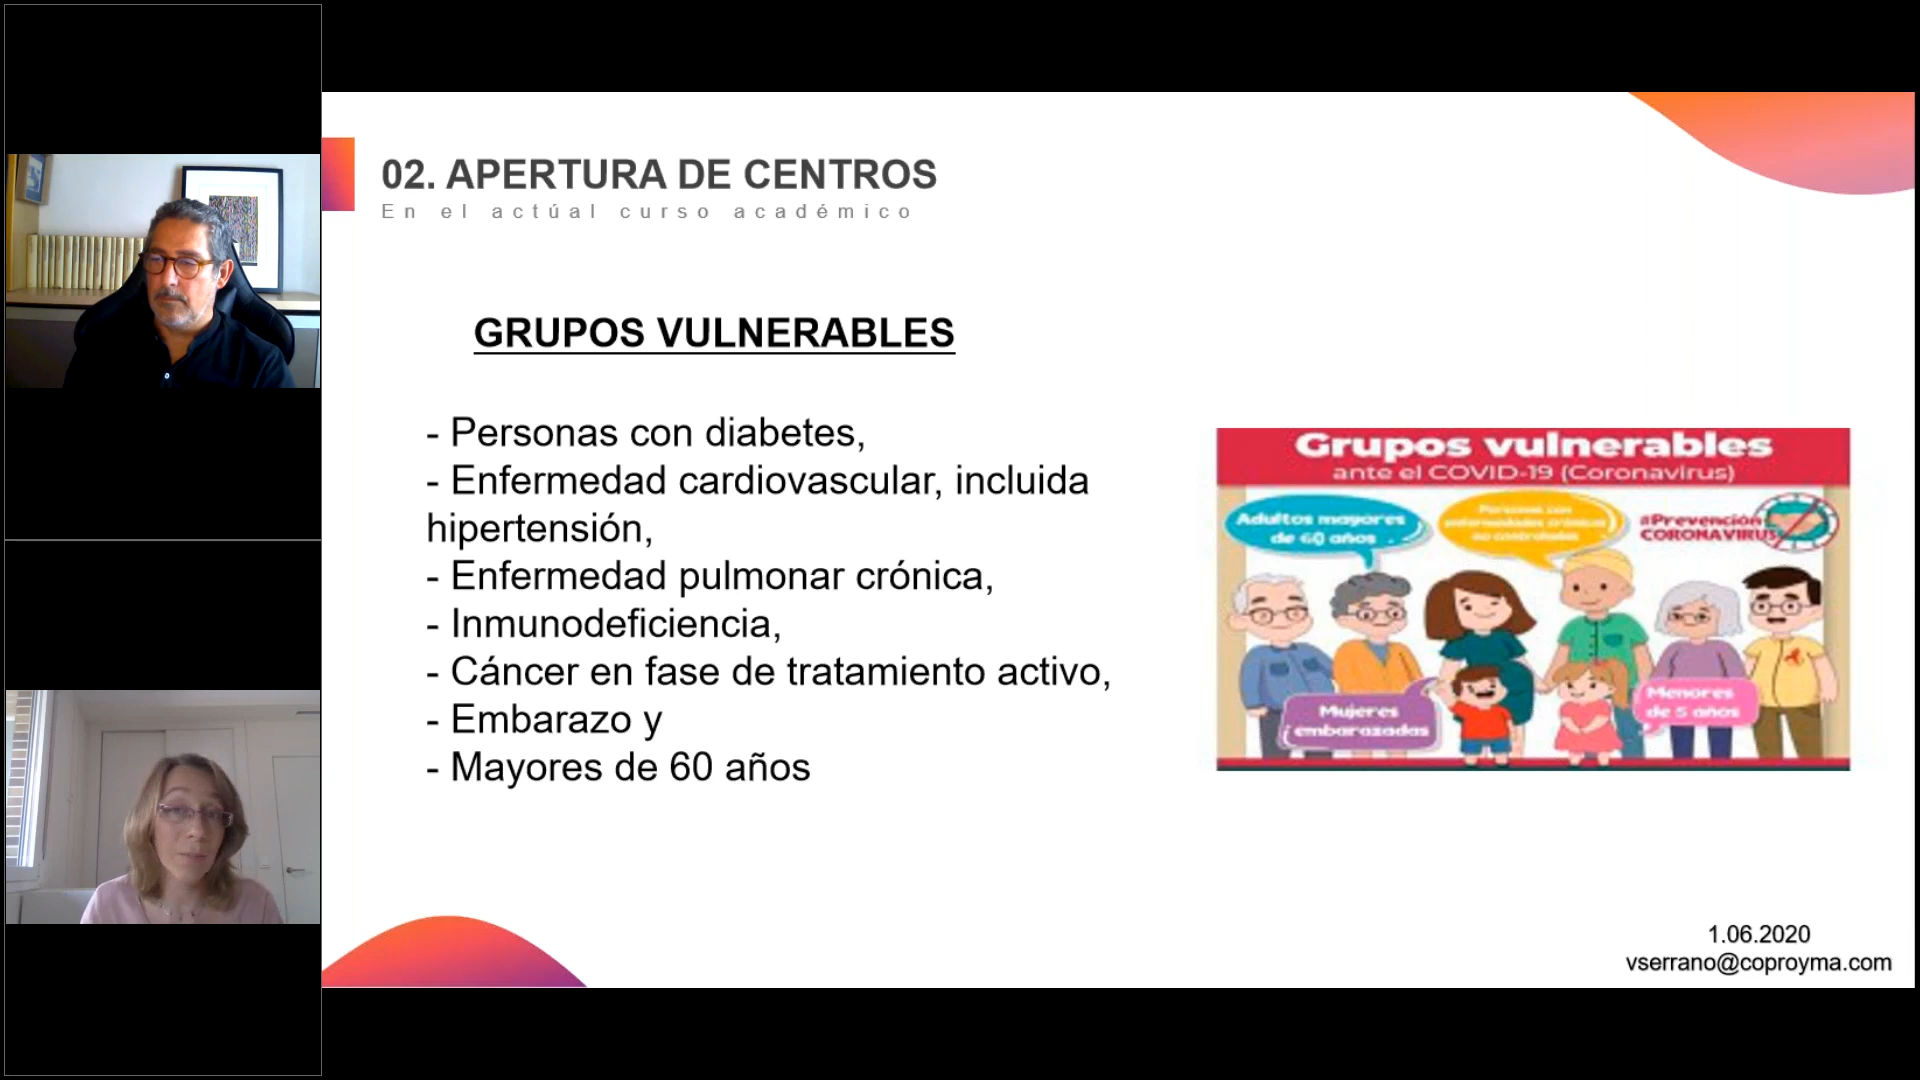 02. APERTURA DE CENTROS
En el actúal curso académico
GRUPOS VULNERABLES
- Personas con diabetes,
- Enfermedad cardiovascular, incluida
hipertensión,
- Enfermedad pulmonar crónica,
- Inmunodeficiencia,
- Cáncer en fase de tratamiento activo,
- Embarazo y
- Mayores de 60 años
Grupos vulnerables
ante el COVID-19 (Coronavirus)
Adultos mayores
de 60 años
Personas con
enfermedades crónicas
no controladas
#Prevención
CORONAVIRUS
Mujeres
embarazadas
Menores
de 5 años
1.06.2020
vserrano@coproyma.com